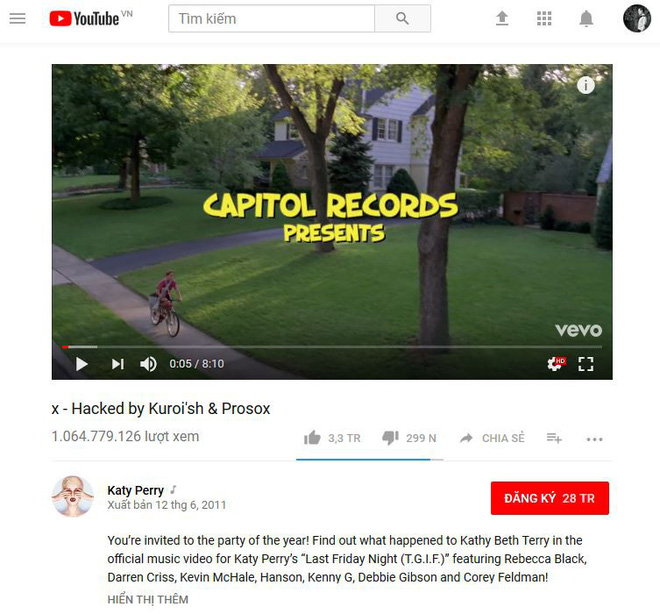 YouTube VN
Tìm kiếm
i
CAPITOL RECORDS
PRESENTS
vevo
0:05 / 8:10
HD
x - Hacked by Kuroi'sh & Prosox
1.064.779.126 lượt xem
3,3 TR
299 N
CHIA SẺ
Katy Perry
Xuất bản 12 thg 6, 2011
ĐĂNG KÝ 28 TR
You're invited to the party of the year! Find out what happened to Kathy Beth Terry in the
official music video for Katy Perry's “Last Friday Night (T.G.I.F.)” featuring Rebecca Black,
Darren Criss, Kevin McHale, Hanson, Kenny G, Debbie Gibson and Corey Feldman!
HIỂN THỊ THÊM